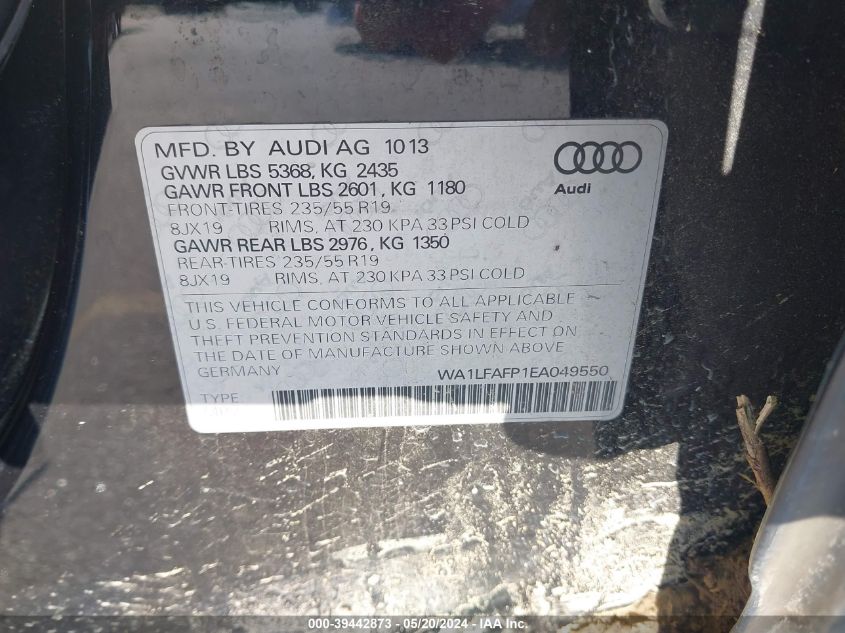 MFD. BY AUDI AG 1013
GVWR LBS 5368, KG 2435
GAWR FRONT LBS 2601, KG 1180
FRONT-TIRES 235/55 R19
8JX19 RIMS, AT 230 KPA 33 PSI COLD
GAWR REAR LBS 2976, KG 1350
REAR-TIRES 235/55 R19
8JX19 RIMS, AT 230 KPA 33 PSI COLD
Audi
THIS VEHICLE CONFORMS TO ALL APPLICABLE
U.S. FEDERAL MOTOR VEHICLE SAFETY AND
THEFT PREVENTION STANDARDS IN EFFECT ON
THE DATE OF MANUFACTURE SHOWN ABOVE
GERMANY WA1LFAFP1EA049550
TYPE
000-39442873 / 05/20/2024 / IAA Inc.